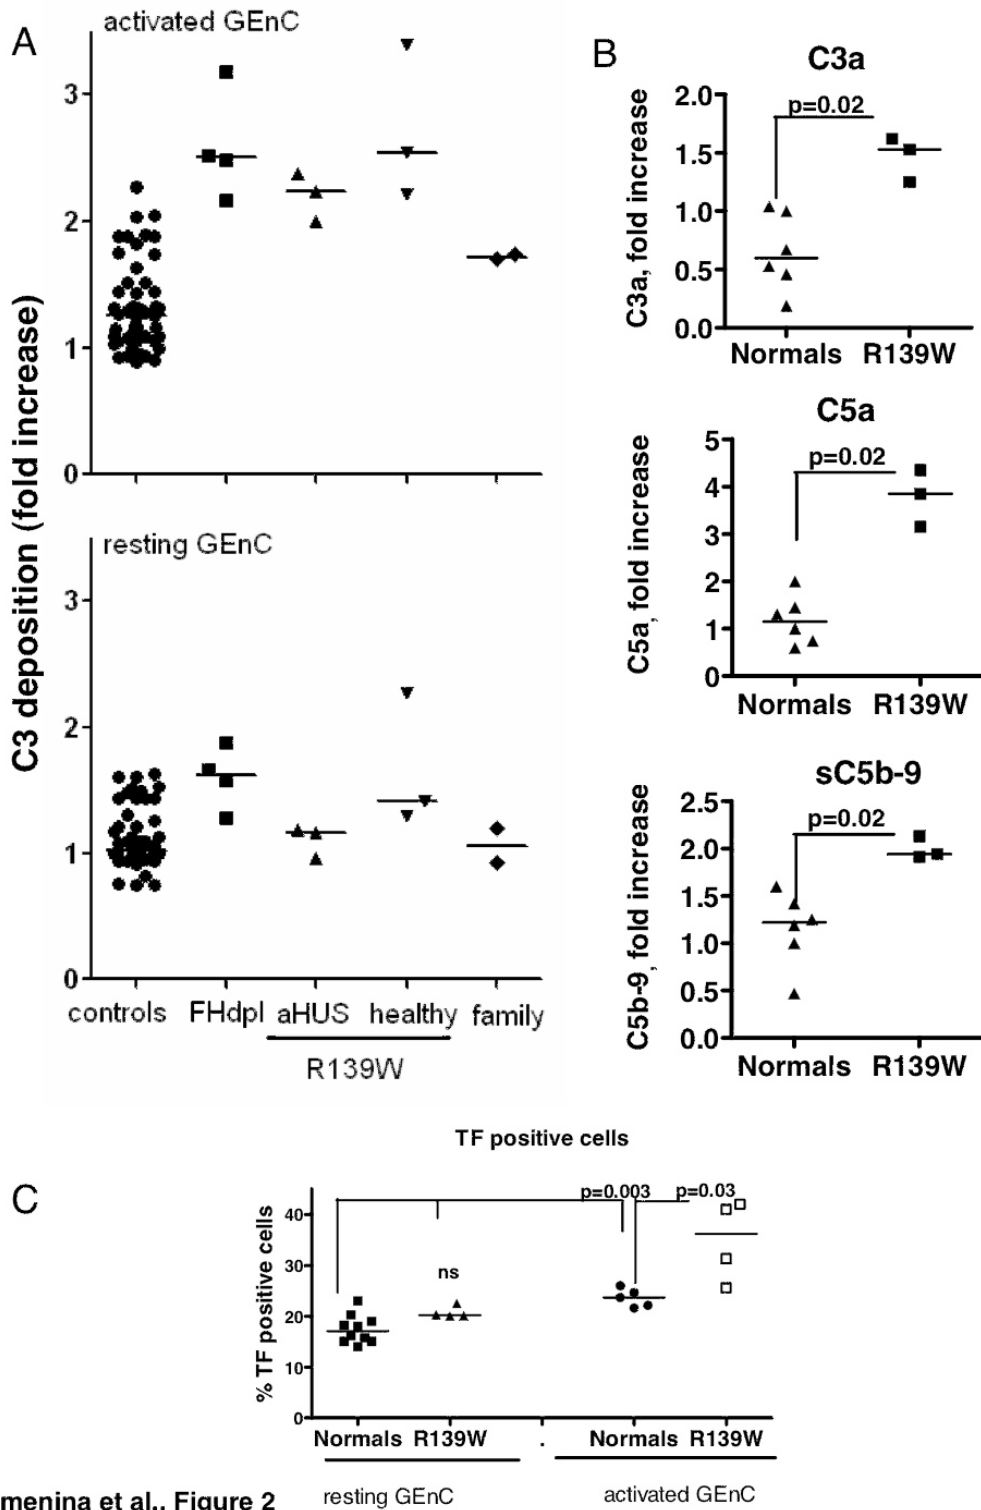 A
activated GEnC
C3 deposition (fold increase)
3
2
1
0
resting GEnC
3
2
1
0
controls FHdpl aHUS healthy family
R139W
B
C3a
p=0.02
C3a, fold increase
2.0
1.5
1.0
0.5
0.0
Normals R139W
C5a
p=0.02
C5a, fold increase
5
4
3
2
1
0
Normals R139W
sC5b-9
p=0.02
C5b-9, fold increase
2.5
2.0
1.5
1.0
0.5
0.0
Normals R139W
TF positive cells
C
p=0.003 p=0.03
% TF positive cells
40
30
20
10
0
ns
Normals R139W . Normals R139W
resting GEnC activated GEnC
menina et al., Figure 2